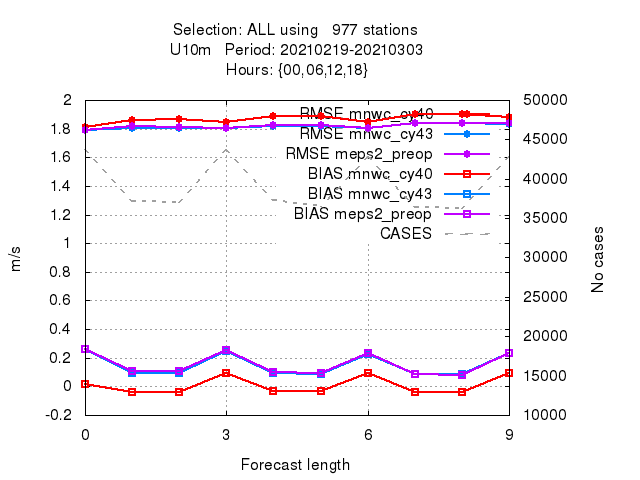 Selection: ALL using   977 stations
U10m   Period: 20210219-20210303
Hours: {00,06,12,18}
2
1.8
1.6
1.4
1.2
1
0.8
0.6
0.4
0.2
0
-0.2
m/s
RMSE mnwc_cy40
RMSE mnwc_cy43
RMSE meps2_preop
BIAS mnwc_cy40
BIAS mnwc_cy43
BIAS meps2_preop
CASES
50000
45000
40000
35000
30000
25000
20000
15000
10000
No cases
0 3 6 9
Forecast length